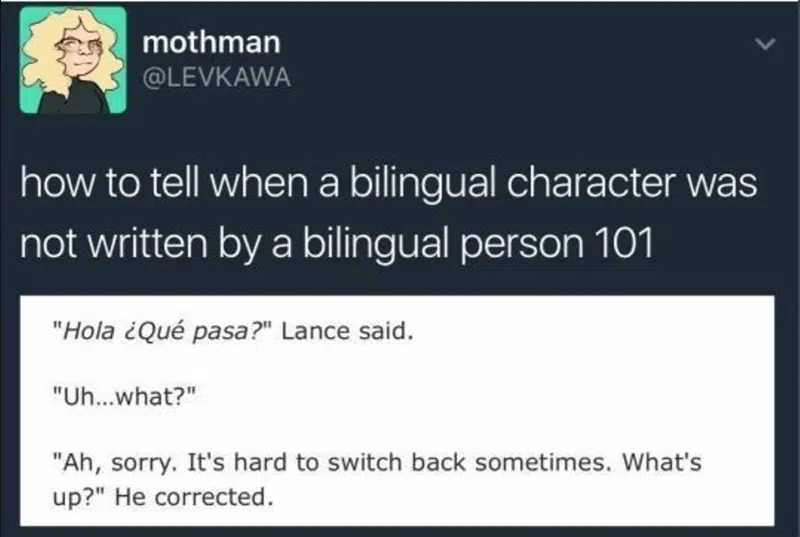 mothman
@LEVKAWA
how to tell when a bilingual character was
not written by a bilingual person 101
"Hola ¿Qué pasa?" Lance said.
"Uh...what?"
"Ah, sorry. It's hard to switch back sometimes. What's
up?" He corrected.